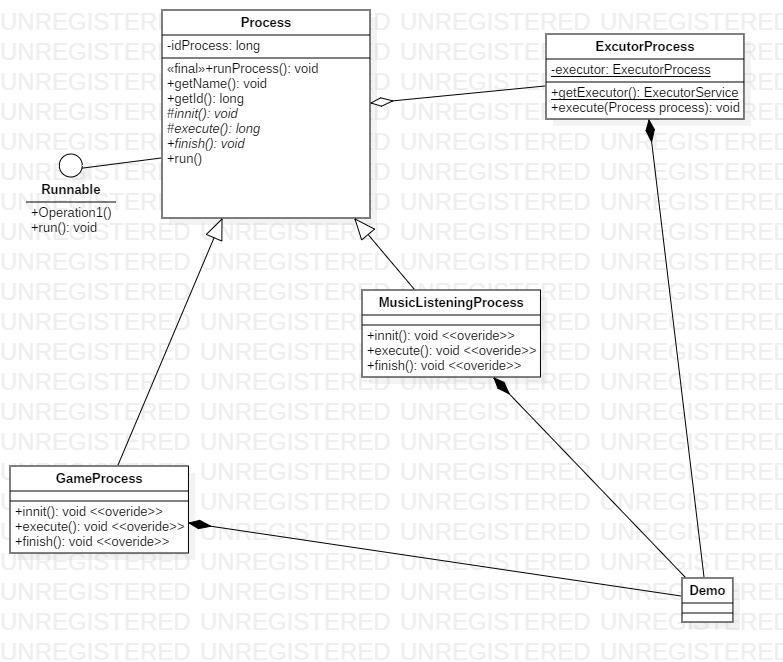 Process
-idProcess: long
«final»+runProcess(): void
+getName(): void
+getId(): long
#innit(): void
#execute(): long
+finish(): void
+run()
ExcutorProcess
-executor: ExecutorProcess
+getExecutor(): ExecutorService
+execute(Process process): void
Runnable
+Operation1()
+run(): void
MusicListeningProcess
+innit(): void <<overide>>
+execute(): void <<overide>>
+finish(): void <<overide>>
GameProcess
+innit(): void <<overide>>
+execute(): void <<overide>>
+finish(): void <<overide>>
Demo
UNREGISTERED